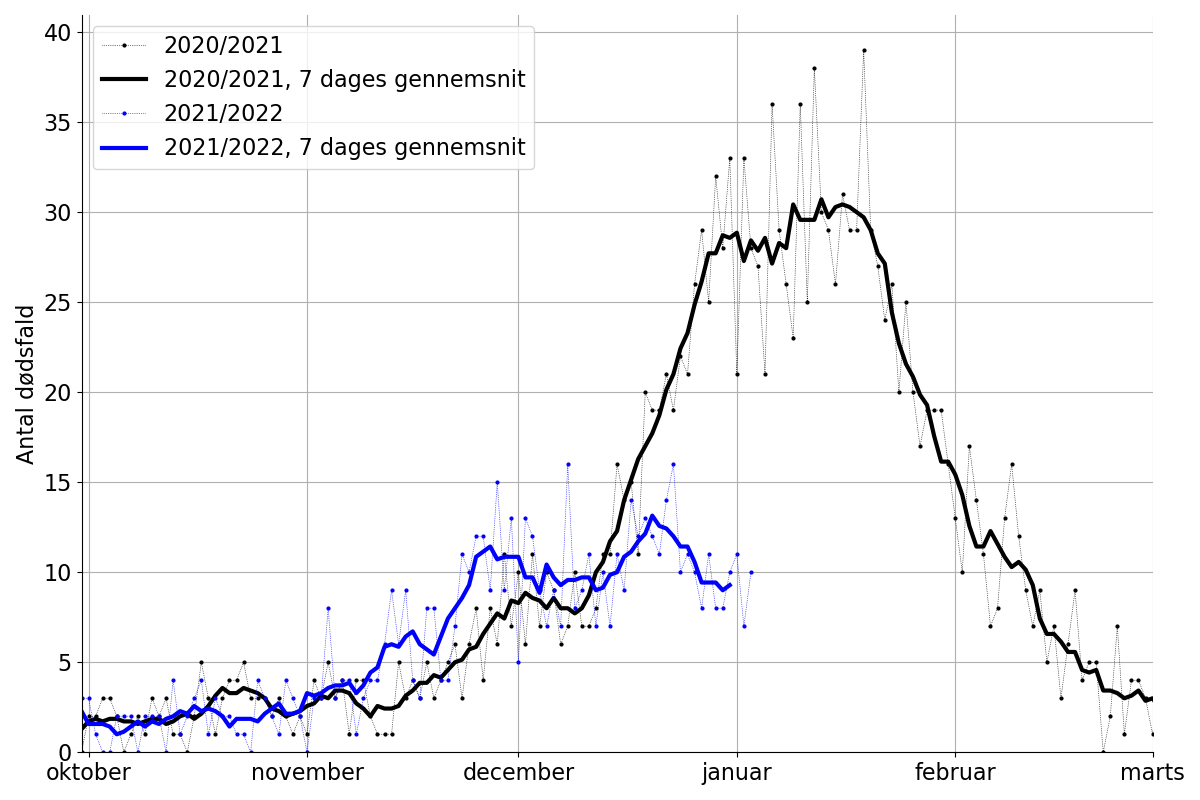 40
35
30
25
20
15
10
5
0
Antal dødsfald
2020/2021
2020/2021, 7 dages gennemsnit
2021/2022
2021/2022, 7 dages gennemsnit
oktober november december januar februar marts